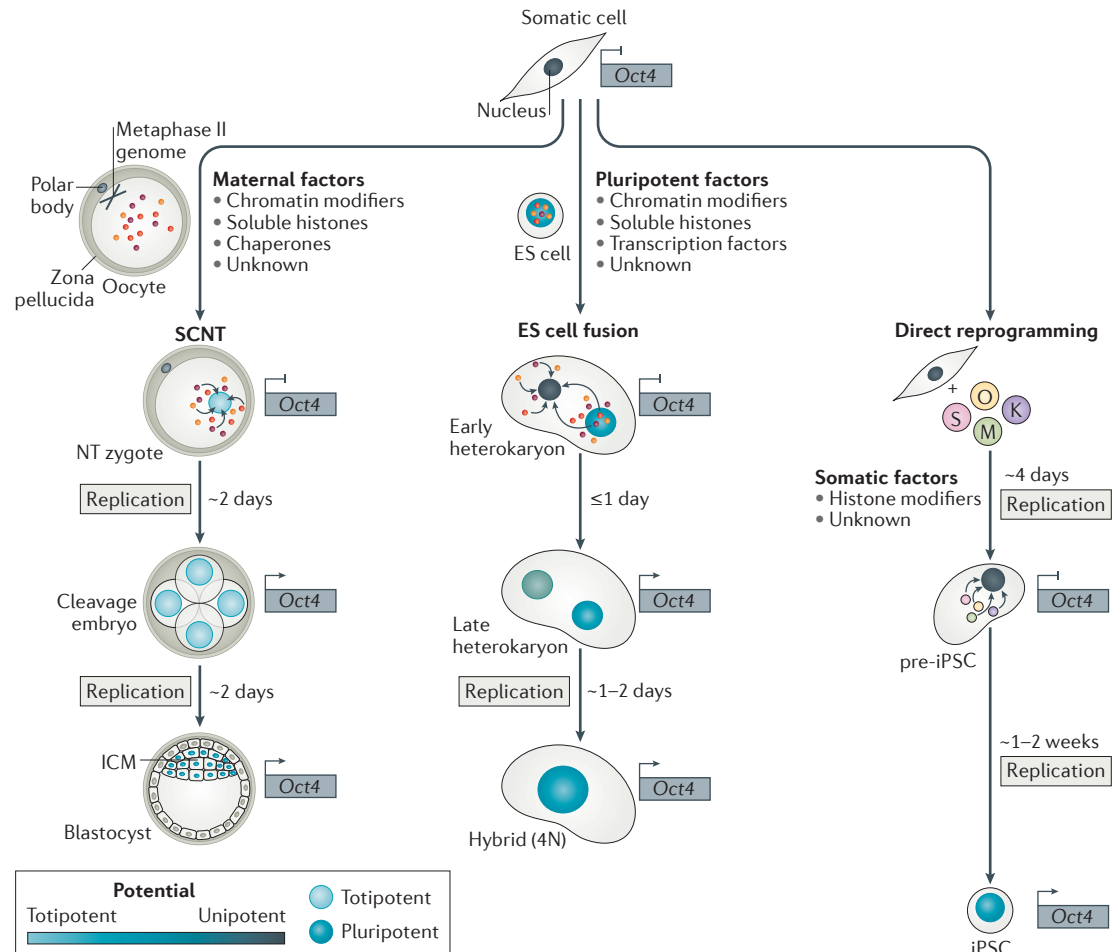 Somatic cell
Oct4
Nucleus
Metaphase II
genome
Polar
body
Zona
pellucida
Oocyte
Maternal factors
• Chromatin modifiers
• Soluble histones
• Chaperones
• Unknown
ES cell
Pluripotent factors
• Chromatin modifiers
• Soluble histones
• Transcription factors
• Unknown
SCNT
Oct4
NT zygote
Replication
~2 days
Cleavage
embryo
Oct4
Replication
~2 days
ICM
Oct4
Blastocyst
ES cell fusion
Oct4
Early
heterokaryon
≤1 day
Oct4
Late
heterokaryon
Replication
~1–2 days
Oct4
Hybrid (4N)
Direct reprogramming
+
O
S
K
M
Somatic factors
• Histone modifiers
• Unknown
~4 days
Replication
Oct4
pre-iPSC
~1–2 weeks
Replication
Oct4
iPSC
Potential
Totipotent
Unipotent
Totipotent
Pluripotent